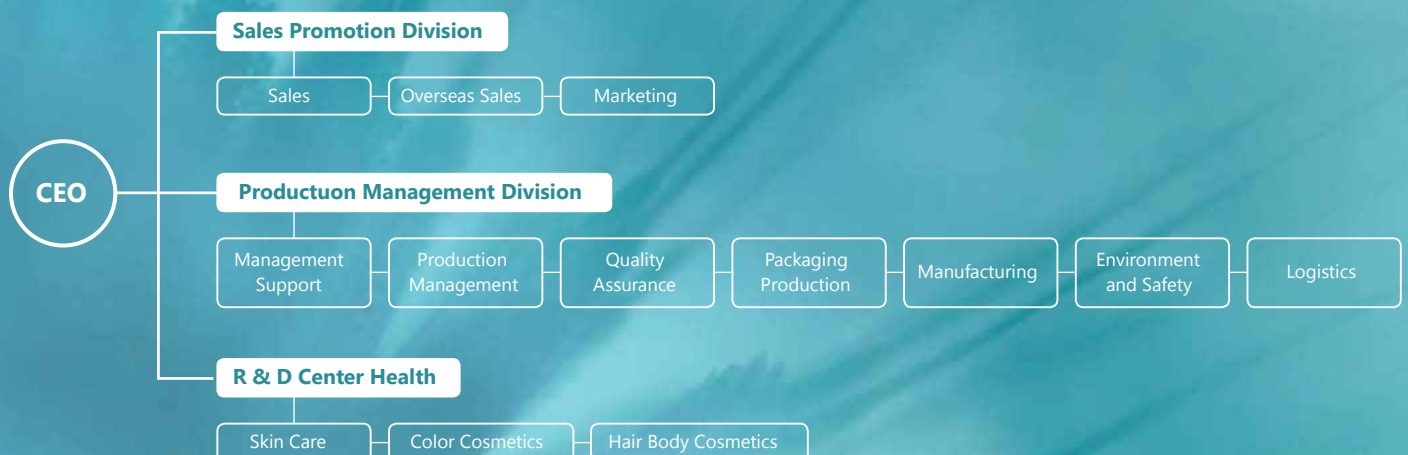 Sales Promotion Division
Sales
Overseas Sales
Marketing
CEO
Productuon Management Division
Management
Support
Production
Management
Quality
Assurance
Packaging
Production
Manufacturing
Environment
and Safety
Logistics
R & D Center Health
Skin Care
Color Cosmetics
Hair Body Cosmetics